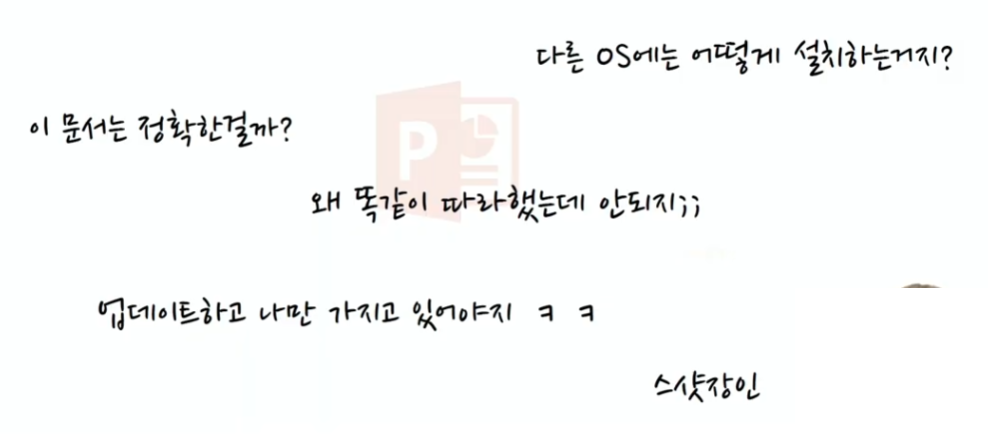 다른 OS에는 어떻게 설치하는거지?
이 문서는 정확한걸까?
P
왜 똑같이 따라했는데 안되지;;
업데이트하고 나만 가지고 있어야지 ㅋ ㅋ
스샷장인